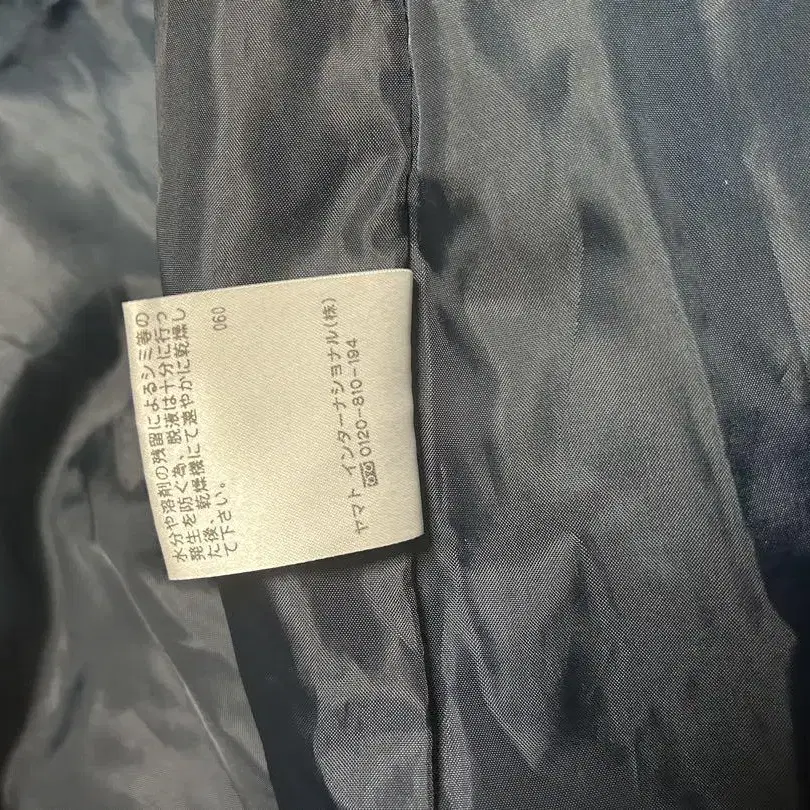 水分や溶剤の残留によるシミ等の
発生を防ぐ為、脱液は十分に行っ
た後、乾燥機にて速やかに乾燥し
て下さい。
060
ヤマト インターナショナル(株)
0120-810-194